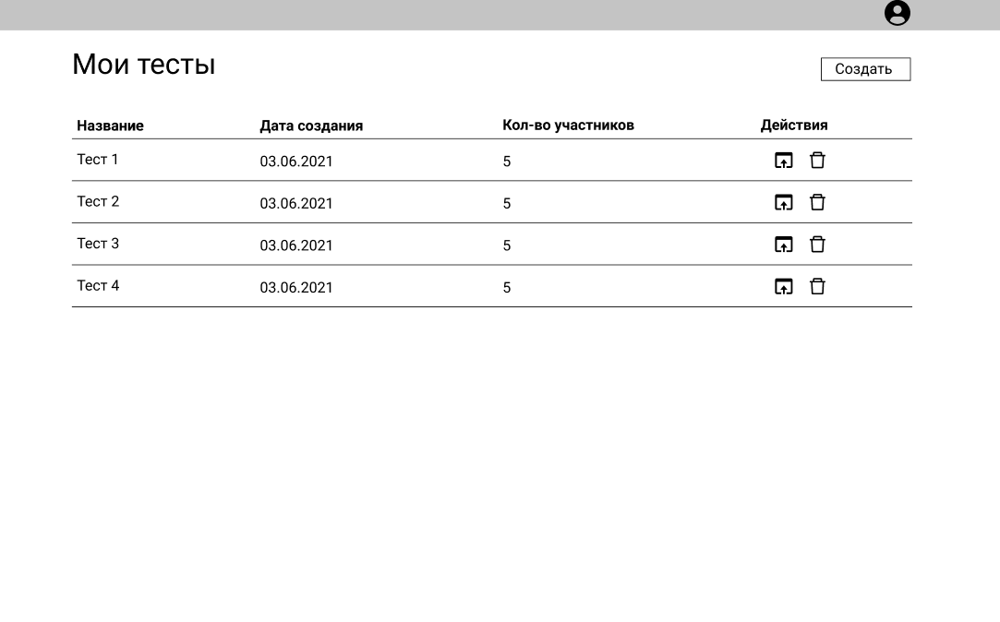 Мои тесты
Создать
Название Дата создания Кол-во участников Действия
Тест 1 03.06.2021 5
Тест 2 03.06.2021 5
Тест 3 03.06.2021 5
Тест 4 03.06.2021 5